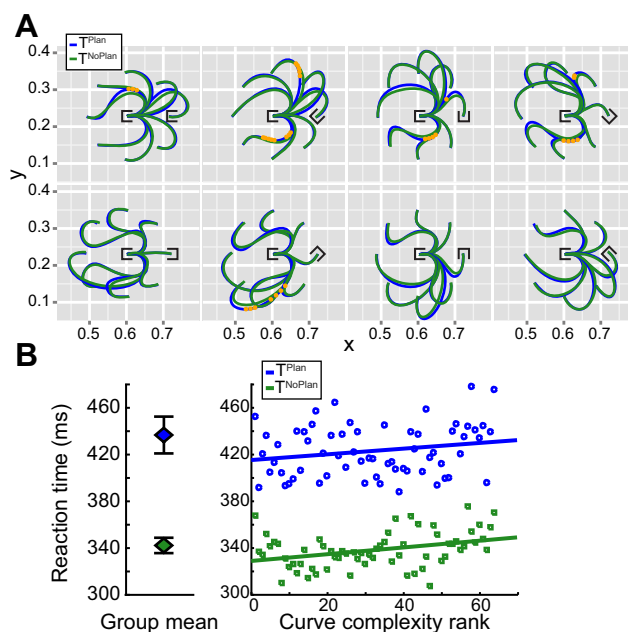 A
T^Plan
T^NoPlan
0.4
0.3
0.2
0.1
0.4
0.3
0.2
0.1
y
0.5 0.6 0.7 0.5 0.6 0.7 0.5 0.6 0.7 0.5 0.6 0.7
x
B
T^Plan
T^NoPlan
Reaction time (ms)
460
420
380
340
300
460
420
380
340
300
0 20 40 60
Group mean
Curve complexity rank